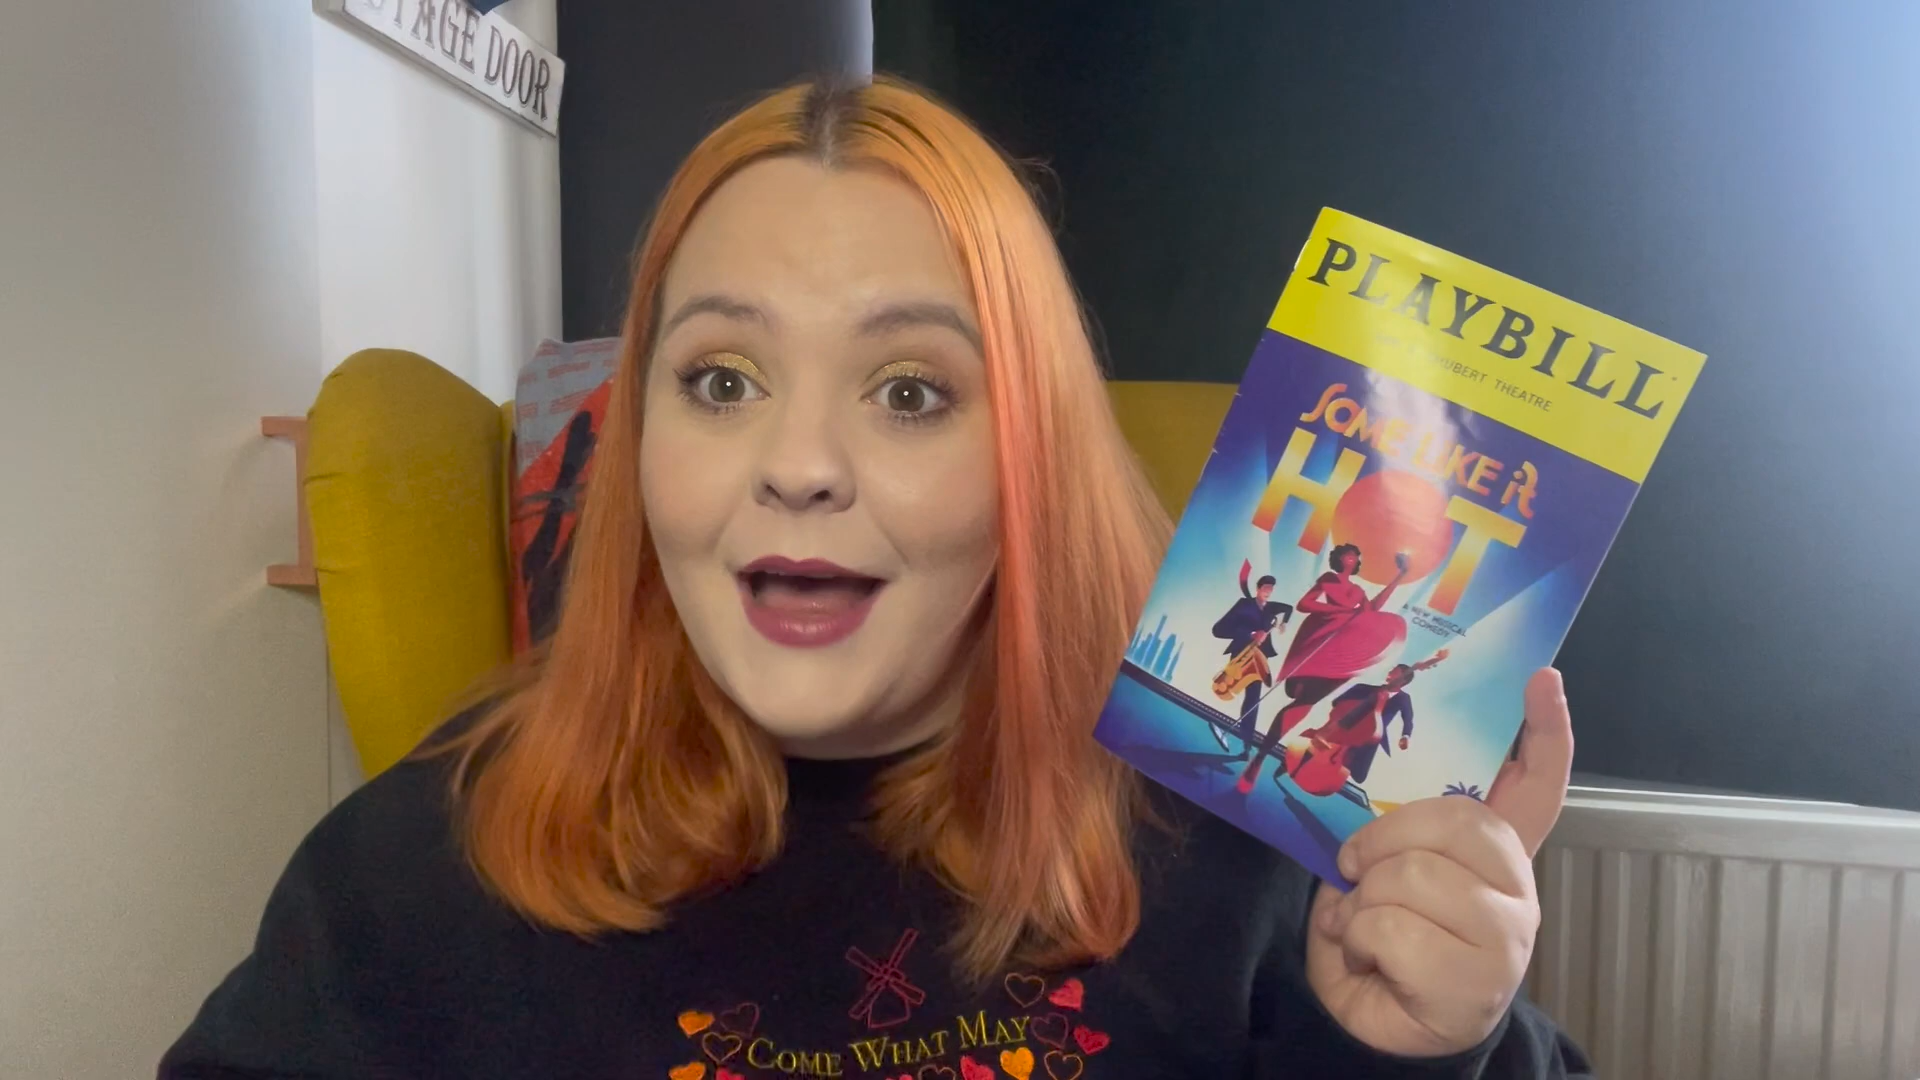 STAGE DOOR
PLAYBILL
SHUBERT THEATRE
SOME LIKE it
HOT
A NEW MUSICAL
COMEDY
COME WHAT MAY